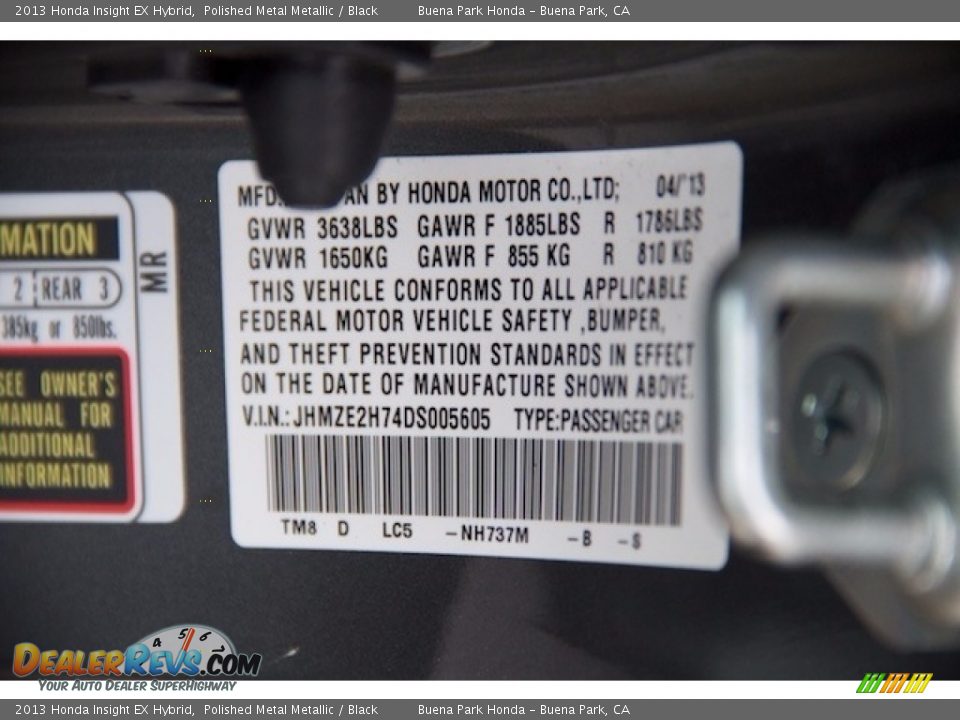 2013 Honda Insight EX Hybrid, Polished Metal Metallic / Black Buena Park Honda – Buena Park, CA
MFD. AN BY HONDA MOTOR CO.,LTD; 04/'13
GVWR 3638LBS GAWR F 1885LBS R 1786LBS
GVWR 1650KG GAWR F 855 KG R 810 KG
THIS VEHICLE CONFORMS TO ALL APPLICABLE
FEDERAL MOTOR VEHICLE SAFETY ,BUMPER,
AND THEFT PREVENTION STANDARDS IN EFFECT
ON THE DATE OF MANUFACTURE SHOWN ABOVE.
V.I.N.: JHMZE2H74DS005605 TYPE:PASSENGER CAR
TM8 D LC5 –NH737M –B –$
MATION
2 REAR 3
385kg or 850lbs.
SEE OWNER'S
MANUAL FOR
ADDITIONAL
INFORMATION
MR
4 5 6
DEALERREVS.COM
YOUR AUTO DEALER SUPERHIGHWAY
2013 Honda Insight EX Hybrid, Polished Metal Metallic / Black Buena Park Honda – Buena Park, CA